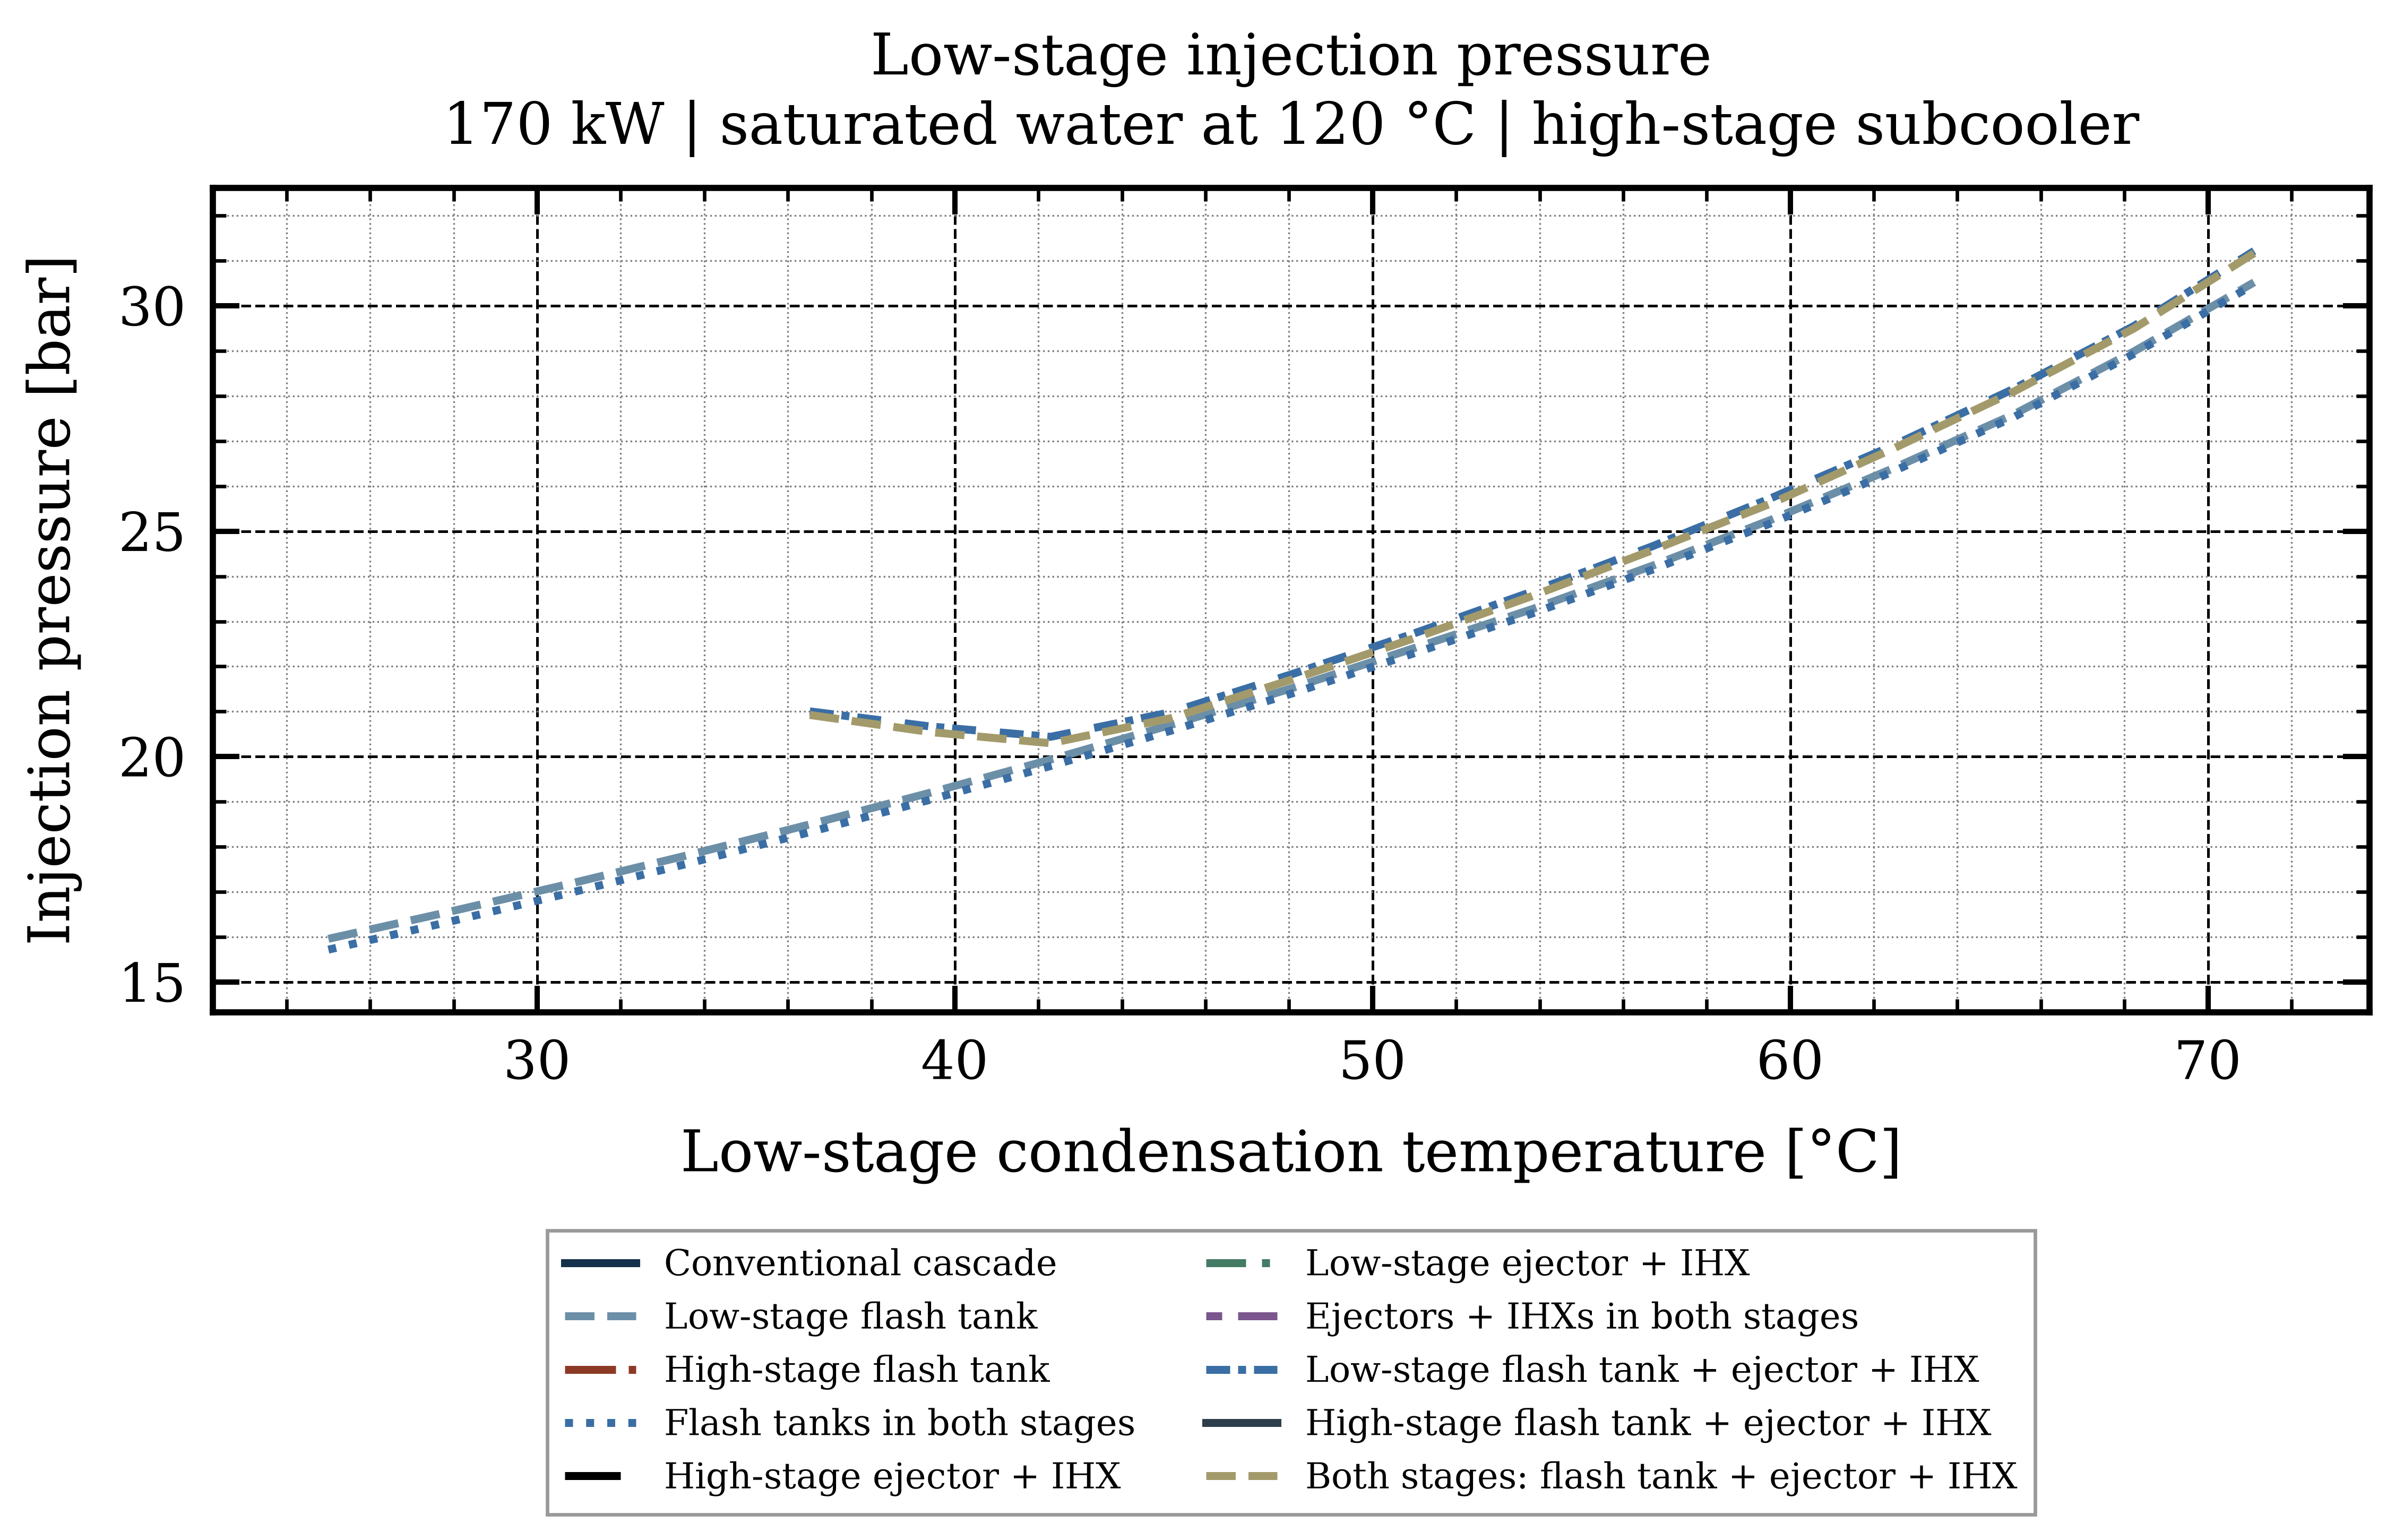 Low-stage injection pressure
170 kW | saturated water at 120 °C | high-stage subcooler
Injection pressure [bar]
30
25
20
15
30 40 50 60 70
Low-stage condensation temperature [°C]
Conventional cascade
Low-stage flash tank
High-stage flash tank
Flash tanks in both stages
High-stage ejector + IHX
Low-stage ejector + IHX
Ejectors + IHXs in both stages
Low-stage flash tank + ejector + IHX
High-stage flash tank + ejector + IHX
Both stages: flash tank + ejector + IHX